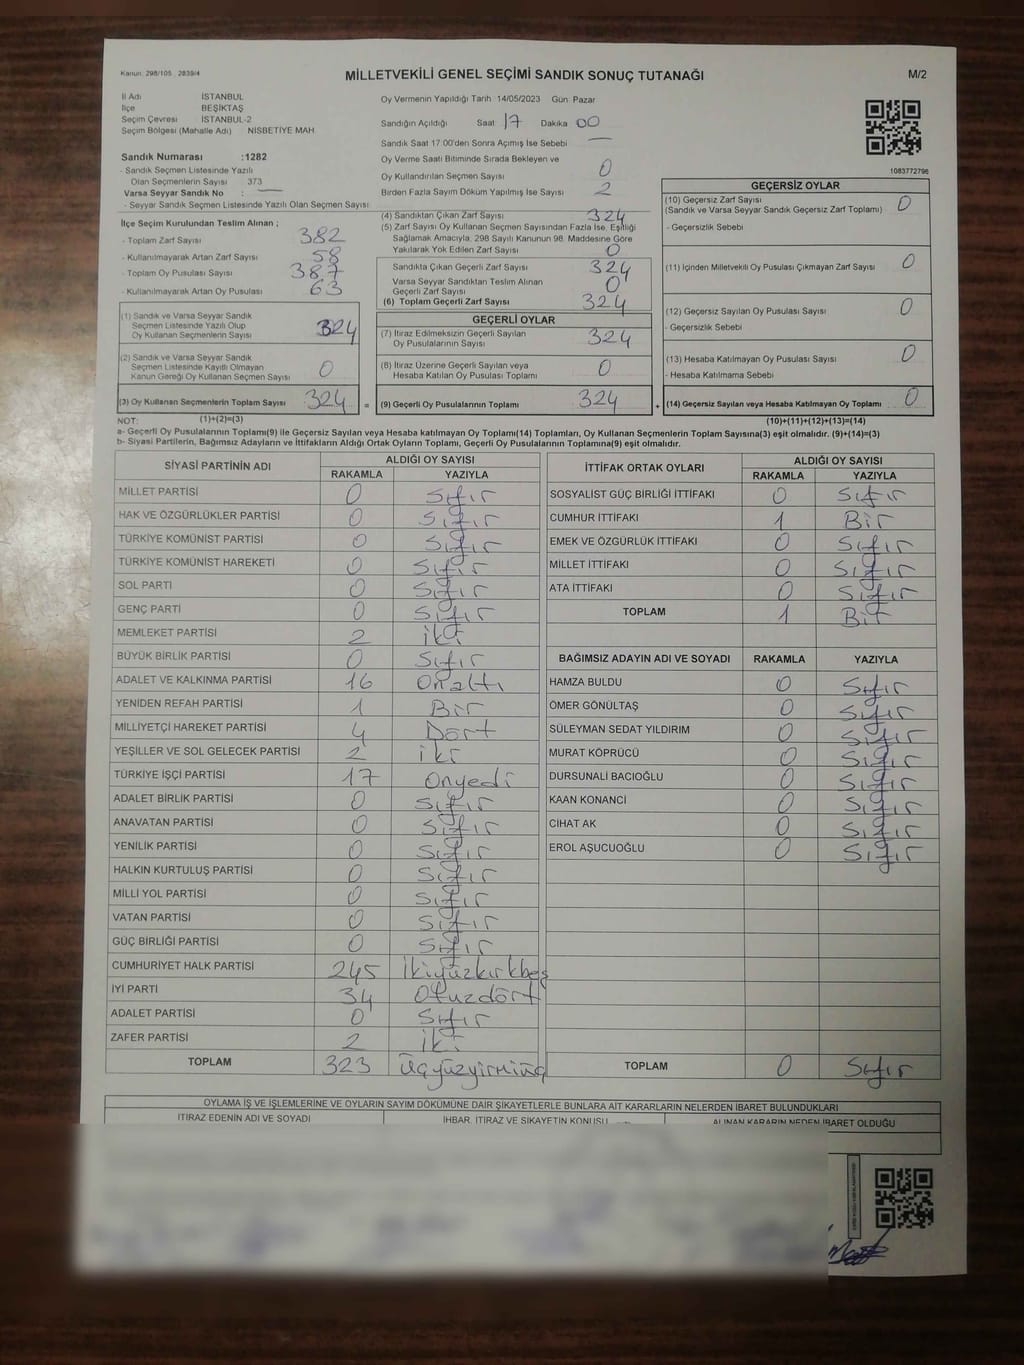 Kanun: 298/105 2839/4
MİLLETVEKİLİ GENEL SEÇİMİ SANDIK SONUÇ TUTANAĞI
M/2
İl Adı İSTANBUL
İlçe BEŞİKTAŞ
Seçim Çevresi İSTANBUL-2
Seçim Bölgesi (Mahalle Adı) NİSBETİYE MAH.
Oy Vermenin Yapıldığı Tarih 14/05/2023 Gün: Pazar
Sandığın Açıldığı Saat 17 Dakika 00
Sandık Saat 17:00'den Sonra Açımış İse Sebebi —
Oy Verme Saati Bitiminde Sırada Bekleyen ve
Oy Kullandırılan Seçmen Sayısı 0
Birden Fazla Sayım Döküm Yapılmış İse Sayısı 2
1083772796
Sandık Numarası :1282
- Sandık Seçmen Listesinde Yazılı
Olan Seçmenlerin Sayısı 373
Varsa Seyyar Sandık No : —
- Seyyar Sandık Seçmen Listesinde Yazılı Olan Seçmen Sayısı
İlçe Seçim Kurulundan Teslim Alınan ;
- Toplam Zarf Sayısı 382
- Kullanılmayarak Artan Zarf Sayısı 58
- Toplam Oy Pusulası Sayısı 387
- Kullanılmayarak Artan Oy Pusulası 63
(1) Sandık ve Varsa Seyyar Sandık
Seçmen Listesinde Yazılı Olup
Oy Kullanan Seçmenlerin Sayısı 324
(2) Sandık ve Varsa Seyyar Sandık
Seçmen Listesinde Kayıtlı Olmayan
Kanun Gereği Oy Kullanan Seçmen Sayısı 0
(3) Oy Kullanan Seçmenlerin Toplam Sayısı 324 =
(1)+(2)=(3)
(4) Sandıktan Çıkan Zarf Sayısı 324
(5) Zarf Sayısı Oy Kullanan Seçmen Sayısından Fazla İse, Eşitliği
Sağlamak Amacıyla, 298 Sayılı Kanunun 98. Maddesine Göre
Yakılarak Yok Edilen Zarf Sayısı 0
Sandıkta Çıkan Geçerli Zarf Sayısı 324
Varsa Seyyar Sandıktan Teslim Alınan
Geçerli Zarf Sayısı 0
(6) Toplam Geçerli Zarf Sayısı 324
GEÇERLİ OYLAR
(7) İtiraz Edilmeksizin Geçerli Sayılan
Oy Pusulalarının Sayısı 324
(8) İtiraz Üzerine Geçerli Sayılan veya
Hesaba Katılan Oy Pusulası Toplamı 0
(9) Geçerli Oy Pusulalarının Toplamı 324 +
GEÇERSİZ OYLAR
(10) Geçersiz Zarf Sayısı
(Sandık ve Varsa Seyyar Sandık Geçersiz Zarf Toplamı) 0
- Geçersizlik Sebebi
(11) İçinden Milletvekili Oy Pusulası Çıkmayan Zarf Sayısı 0
(12) Geçersiz Sayılan Oy Pusulası Sayısı 0
- Geçersizlik Sebebi
(13) Hesaba Katılmayan Oy Pusulası Sayısı 0
- Hesaba Katılmama Sebebi
(14) Geçersiz Sayılan veya Hesaba Katılmayan Oy Toplamı 0
(10)+(11)+(12)+(13)=(14)
NOT:
a- Geçerli Oy Pusulalarının Toplamı(9) ile Geçersiz Sayılan veya Hesaba katılmayan Oy Toplamı(14) Toplamları, Oy Kullanan Seçmenlerin Toplam Sayısına(3) eşit olmalıdır. (9)+(14)=(3)
b- Siyasi Partilerin, Bağımsız Adayların ve İttifakların Aldığı Ortak Oyların Toplamı, Geçerli Oy Pusulalarının Toplamına(9) eşit olmalıdır.
SİYASİ PARTİNİN ADI ALDIĞI OY SAYISI
RAKAMLA YAZIYLA
MİLLET PARTİSİ 0 Sıfır
HAK VE ÖZGÜRLÜKLER PARTİSİ 0 Sıfır
TÜRKİYE KOMÜNİST PARTİSİ 0 Sıfır
TÜRKİYE KOMÜNİST HAREKETİ 0 Sıfır
SOL PARTİ 0 Sıfır
GENÇ PARTİ 0 Sıfır
MEMLEKET PARTİSİ 2 iki
BÜYÜK BİRLİK PARTİSİ 0 Sıfır
ADALET VE KALKINMA PARTİSİ 16 Onaltı
YENİDEN REFAH PARTİSİ 1 Bir
MİLLİYETÇİ HAREKET PARTİSİ 4 Dört
YEŞİLLER VE SOL GELECEK PARTİSİ 2 iki
TÜRKİYE İŞÇİ PARTİSİ 17 Onyedi
ADALET BİRLİK PARTİSİ 0 Sıfır
ANAVATAN PARTİSİ 0 Sıfır
YENİLİK PARTİSİ 0 Sıfır
HALKIN KURTULUŞ PARTİSİ 0 Sıfır
MİLLİ YOL PARTİSİ 0 Sıfır
VATAN PARTİSİ 0 Sıfır
GÜÇ BİRLİĞİ PARTİSİ 0 Sıfır
CUMHURİYET HALK PARTİSİ 245 İkiyüzkırkbeş
İYİ PARTİ 34 Otuzdört
ADALET PARTİSİ 0 Sıfır
ZAFER PARTİSİ 2 İki
TOPLAM 323 Üçyüzyirmiüç
İTTİFAK ORTAK OYLARI ALDIĞI OY SAYISI
RAKAMLA YAZIYLA
SOSYALİST GÜÇ BİRLİĞİ İTTİFAKI 0 Sıfır
CUMHUR İTTİFAKI 1 Bir
EMEK VE ÖZGÜRLÜK İTTİFAKI 0 Sıfır
MİLLET İTTİFAKI 0 Sıfır
ATA İTTİFAKI 0 Sıfır
TOPLAM 1 Bir
BAĞIMSIZ ADAYIN ADI VE SOYADI RAKAMLA YAZIYLA
HAMZA BULDU 0 Sıfır
ÖMER GÖNÜLTAŞ 0 Sıfır
SÜLEYMAN SEDAT YILDIRIM 0 Sıfır
MURAT KÖPRÜCÜ 0 Sıfır
DURSUNALİ BACIOĞLU 0 Sıfır
KAAN KONANCİ 0 Sıfır
CİHAT AK 0 Sıfır
EROL AŞUCUOĞLU 0 Sıfır
TOPLAM 0 Sıfır
OYLAMA İŞ VE İŞLEMLERİNE VE OYLARIN SAYIM DÖKÜMÜNE DAİR ŞİKAYETLERLE BUNLARA AİT KARARLARIN NELERDEN İBARET BULUNDUKLARI
İTİRAZ EDENİN ADI VE SOYADI İHBAR, İTİRAZ VE ŞİKAYETİN KONUSU ALINAN KARARIN NEDEN İBARET OLDUĞU